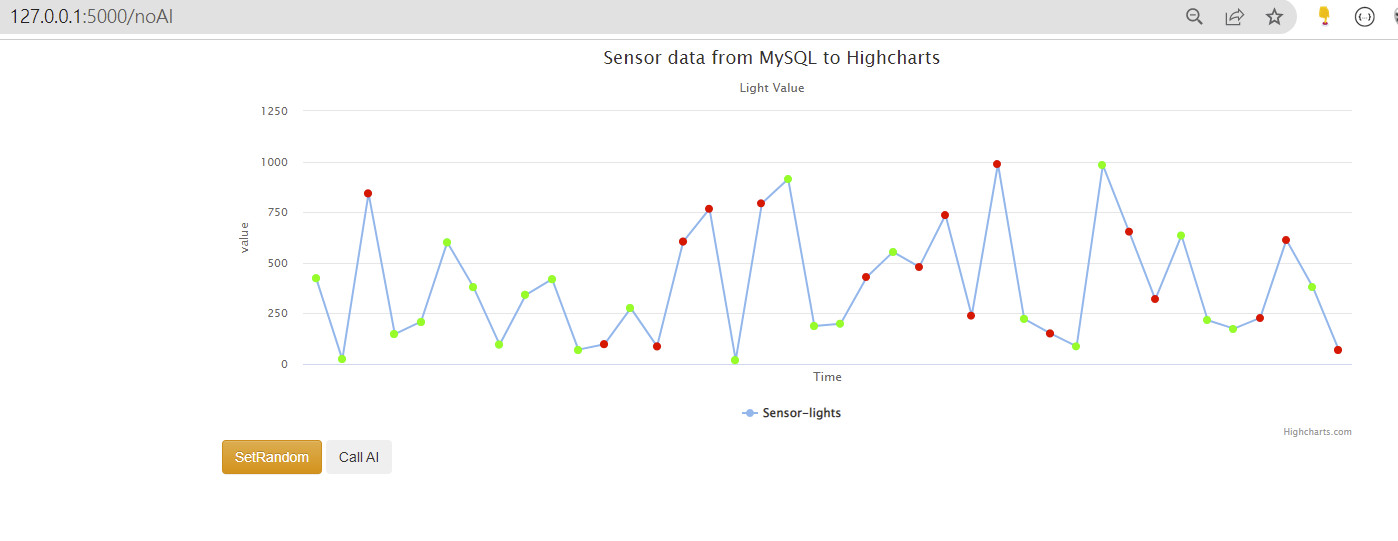 127.0.0.1:5000/noAI
Sensor data from MySQL to Highcharts
Light Value
1250
1000
750
500
250
0
value
Time
Sensor-lights
Highcharts.com
SetRandom
Call AI